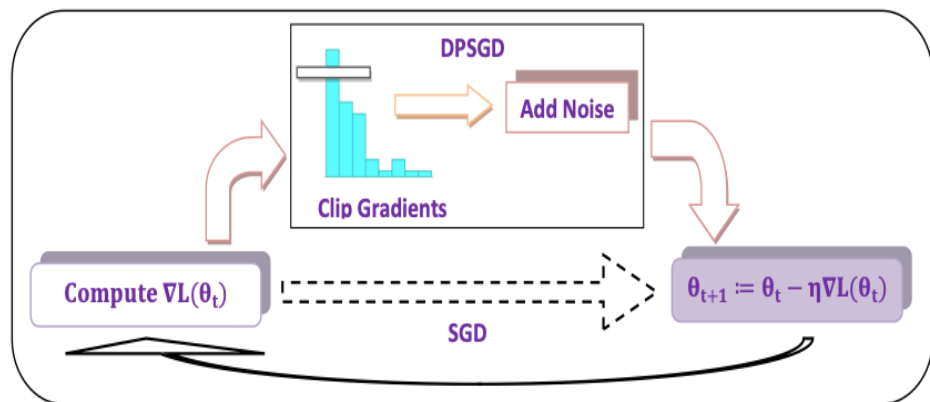 DPSGD
Add Noise
Clip Gradients
Compute ∇L(θₜ)
θₜ₊₁ ≔ θₜ − η∇L(θₜ)
SGD